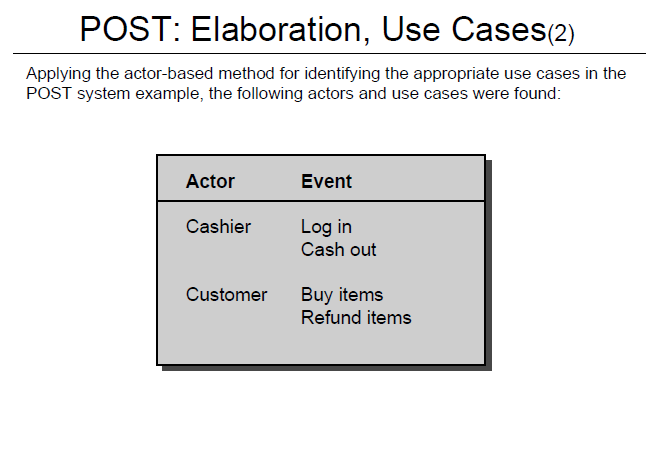 POST: Elaboration, Use Cases(2)
Applying the actor-based method for identifying the appropriate use cases in the
POST system example, the following actors and use cases were found:
Actor Event
Cashier Log in
Cash out
Customer Buy items
Refund items